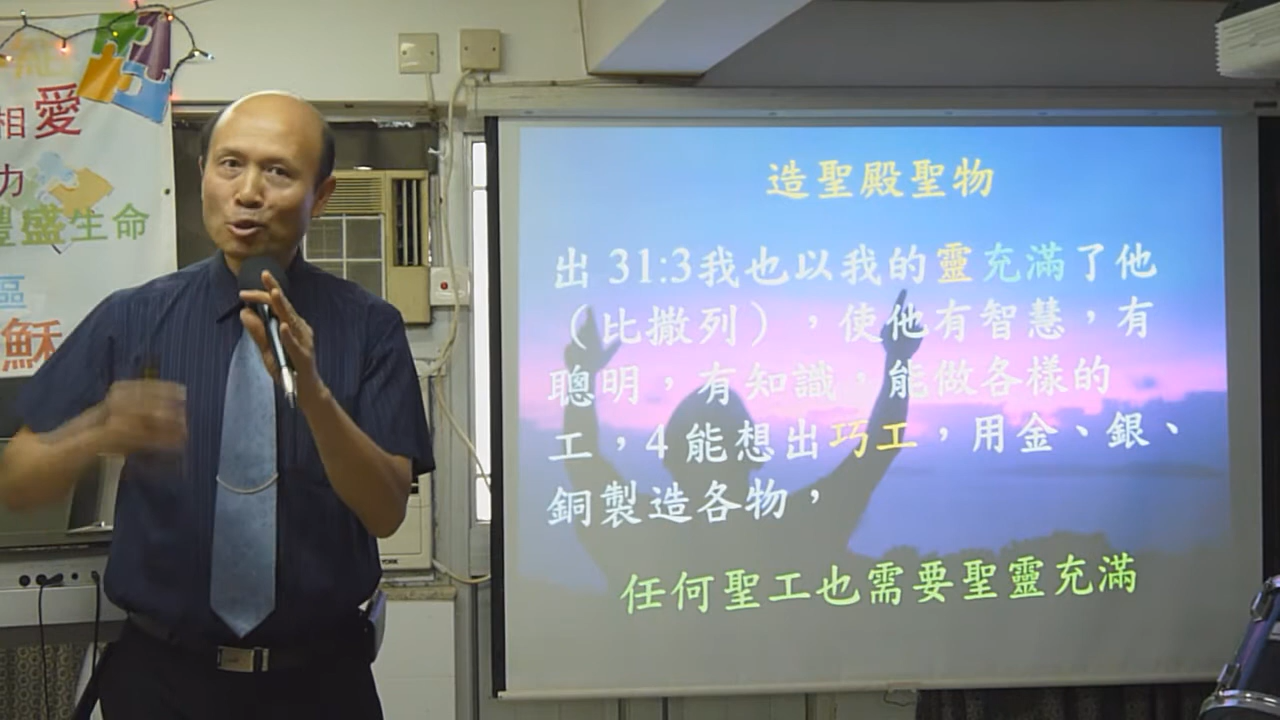 相愛
力
豐盛生命
區
穌
造聖殿聖物
出 31:3我也以我的靈充滿了他
（比撒列），使他有智慧，有
聰明，有知識，能做各樣的
工，4 能想出巧工，用金、銀、
銅製造各物，
任何聖工也需要聖靈充滿